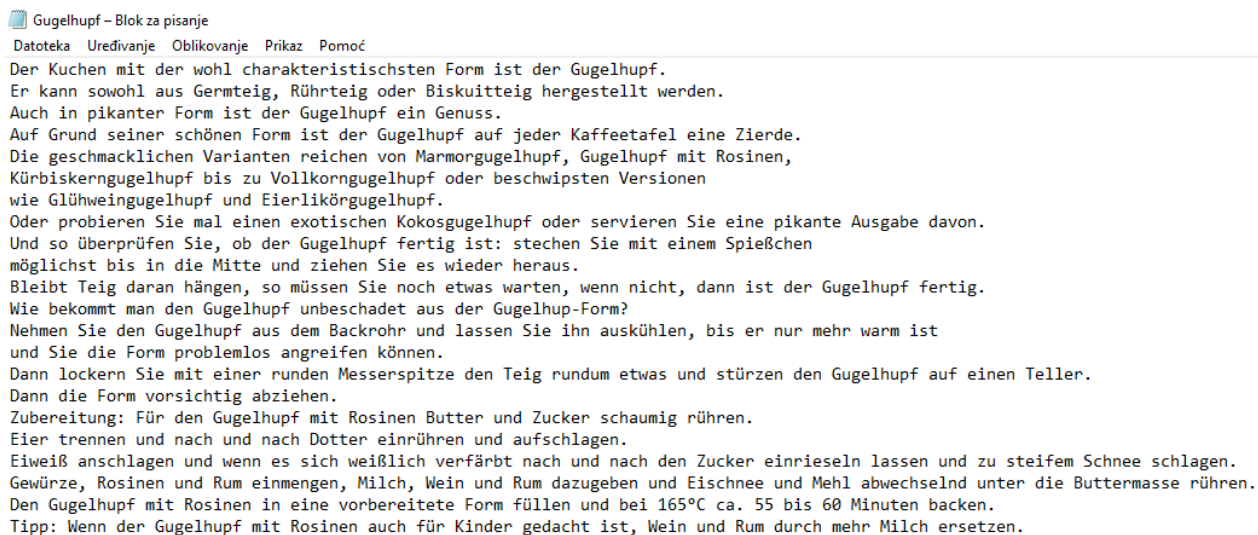 Gugelhupf – Blok za pisanje
Datoteka Uređivanje Oblikovanje Prikaz Pomoć
Der Kuchen mit der wohl charakteristischsten Form ist der Gugelhupf.
Er kann sowohl aus Germteig, Rührteig oder Biskuitteig hergestellt werden.
Auch in pikanter Form ist der Gugelhupf ein Genuss.
Auf Grund seiner schönen Form ist der Gugelhupf auf jeder Kaffeetafel eine Zierde.
Die geschmacklichen Varianten reichen von Marmorgugelhupf, Gugelhupf mit Rosinen,
Kürbiskerngugelhupf bis zu Vollkorngugelhupf oder beschwipsten Versionen
wie Glühweingugelhupf und Eierlikörgugelhupf.
Oder probieren Sie mal einen exotischen Kokosgugelhupf oder servieren Sie eine pikante Ausgabe davon.
Und so überprüfen Sie, ob der Gugelhupf fertig ist: stechen Sie mit einem Spießchen
möglichst bis in die Mitte und ziehen Sie es wieder heraus.
Bleibt Teig daran hängen, so müssen Sie noch etwas warten, wenn nicht, dann ist der Gugelhupf fertig.
Wie bekommt man den Gugelhupf unbeschadet aus der Gugelhup-Form?
Nehmen Sie den Gugelhupf aus dem Backrohr und lassen Sie ihn auskühlen, bis er nur mehr warm ist
und Sie die Form problemlos angreifen können.
Dann lockern Sie mit einer runden Messerspitze den Teig rundum etwas und stürzen den Gugelhupf auf einen Teller.
Dann die Form vorsichtig abziehen.
Zubereitung: Für den Gugelhupf mit Rosinen Butter und Zucker schaumig rühren.
Eier trennen und nach und nach Dotter einrühren und aufschlagen.
Eiweiß anschlagen und wenn es sich weißlich verfärbt nach und nach den Zucker einrieseln lassen und zu steifem Schnee schlagen.
Gewürze, Rosinen und Rum einmengen, Milch, Wein und Rum dazugeben und Eischnee und Mehl abwechselnd unter die Buttermasse rühren.
Den Gugelhupf mit Rosinen in eine vorbereitete Form füllen und bei 165°C ca. 55 bis 60 Minuten backen.
Tipp: Wenn der Gugelhupf mit Rosinen auch für Kinder gedacht ist, Wein und Rum durch mehr Milch ersetzen.